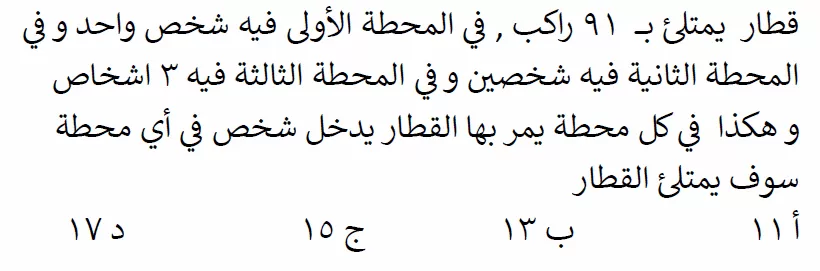 قطار يمتلئ بـ ٩١ راكب , في المحطة الأولى فيه شخص واحد و في
المحطة الثانية فيه شخصين و في المحطة الثالثة فيه ٣ اشخاص
و هكذا في كل محطة يمر بها القطار يدخل شخص في أي محطة
سوف يمتلئ القطار
أ ١١ ب ١٣ ج ١٥ د ١٧